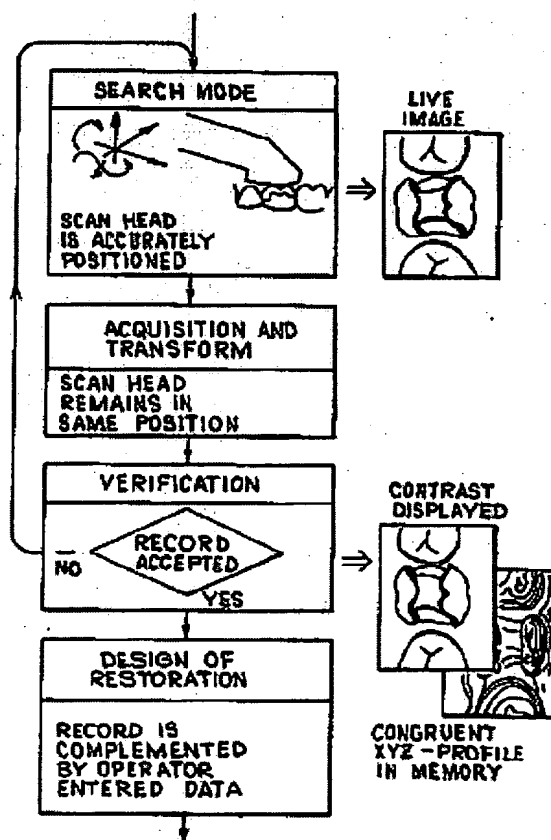 SEARCH MODE
SCAN HEAD
IS ACCURATELY
POSITIONED
LIVE
IMAGE
ACQUISITION AND
TRANSFORM
SCAN HEAD
REMAINS IN
SAME POSITION
VERIFICATION
RECORD
ACCEPTED
NO
YES
CONTRAST
DISPLAYED
DESIGN OF
RESTORATION
RECORD IS
COMPLEMENTED
BY OPERATOR
ENTERED DATA
CONGRUENT
XYZ-PROFILE
IN MEMORY